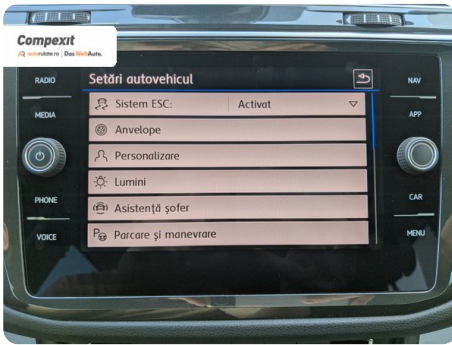 Compexit
autorulate.ro | Das WeltAuto.
RADIO
MEDIA
PHONE
VOICE
Setări autovehicul
Sistem ESC: Activat
Anvelope
Personalizare
Lumini
Asistență șofer
Parcare și manevrare
NAV
APP
CAR
MENU